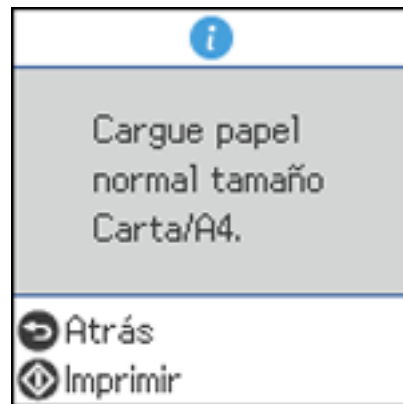 Cargue papel
normal tamaño
Carta/A4.
Atrás
Imprimir